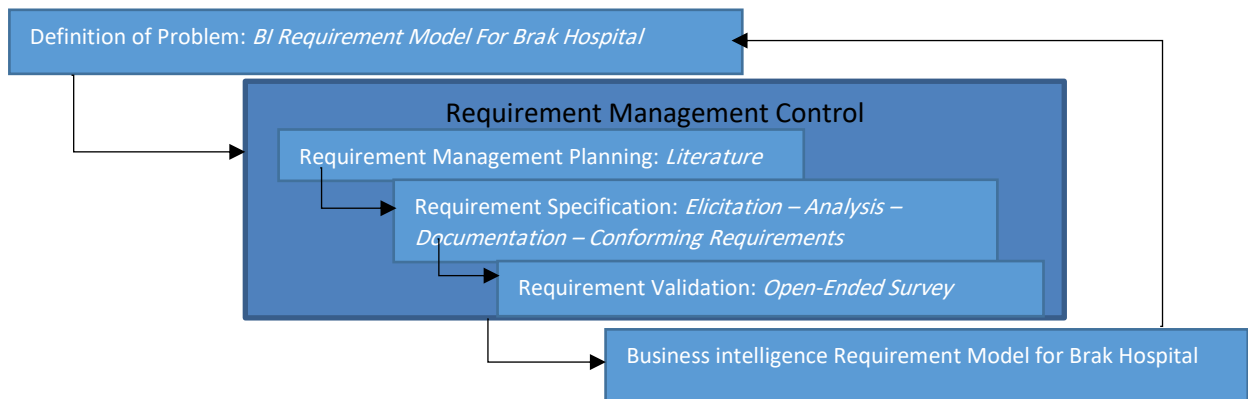 Definition of Problem: BI Requirement Model For Brak Hospital
Requirement Management Control
Requirement Management Planning: Literature
Requirement Specification: Elicitation – Analysis –
Documentation – Conforming Requirements
Requirement Validation: Open-Ended Survey
Business intelligence Requirement Model for Brak Hospital